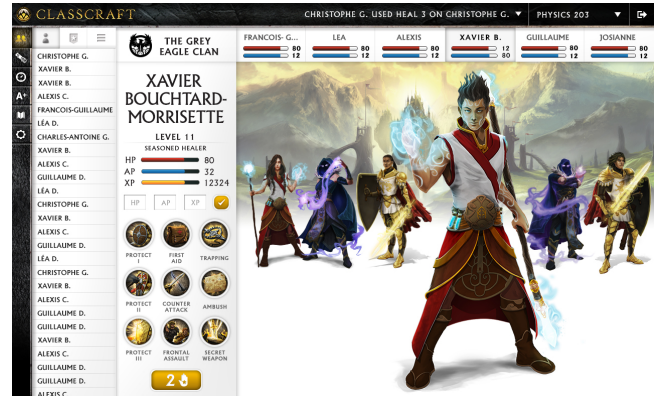 CLASSCRAFT
CHRISTOPHE G. USED HEAL 3 ON CHRISTOPHE G.
PHYSICS 203
CHRISTOPHE G.
XAVIER B.
XAVIER B.
ALEXIS C.
FRANCOIS-GUILLAUME
LÉA D.
CHARLES-ANTOINE G.
XAVIER B.
ALEXIS C.
GUILLAUME D.
LÉA D.
CHRISTOPHE G.
XAVIER B.
ALEXIS C.
GUILLAUME D.
LÉA D.
CHRISTOPHE G.
XAVIER B.
ALEXIS C.
GUILLAUME D.
GUILLAUME D.
XAVIER B.
ALEXIS C.
GUILLAUME D.
GUILLAUME D.
ALEXIS C.
A+
THE GREY
EAGLE CLAN
XAVIER
BOUCHTARD-
MORRISETTE
LEVEL 11
SEASONED HEALER
HP 80
AP 32
XP 12324
HP AP XP
PROTECT I
FIRST AID
TRAPPING
PROTECT II
COUNTER ATTACK
AMBUSH
PROTECT III
FRONTAL ASSAULT
SECRET WEAPON
2
FRANCOIS- G...
80
12
LEA
80
12
ALEXIS
80
12
XAVIER B.
12
80
GUILLAUME
80
12
JOSIANNE
80
12